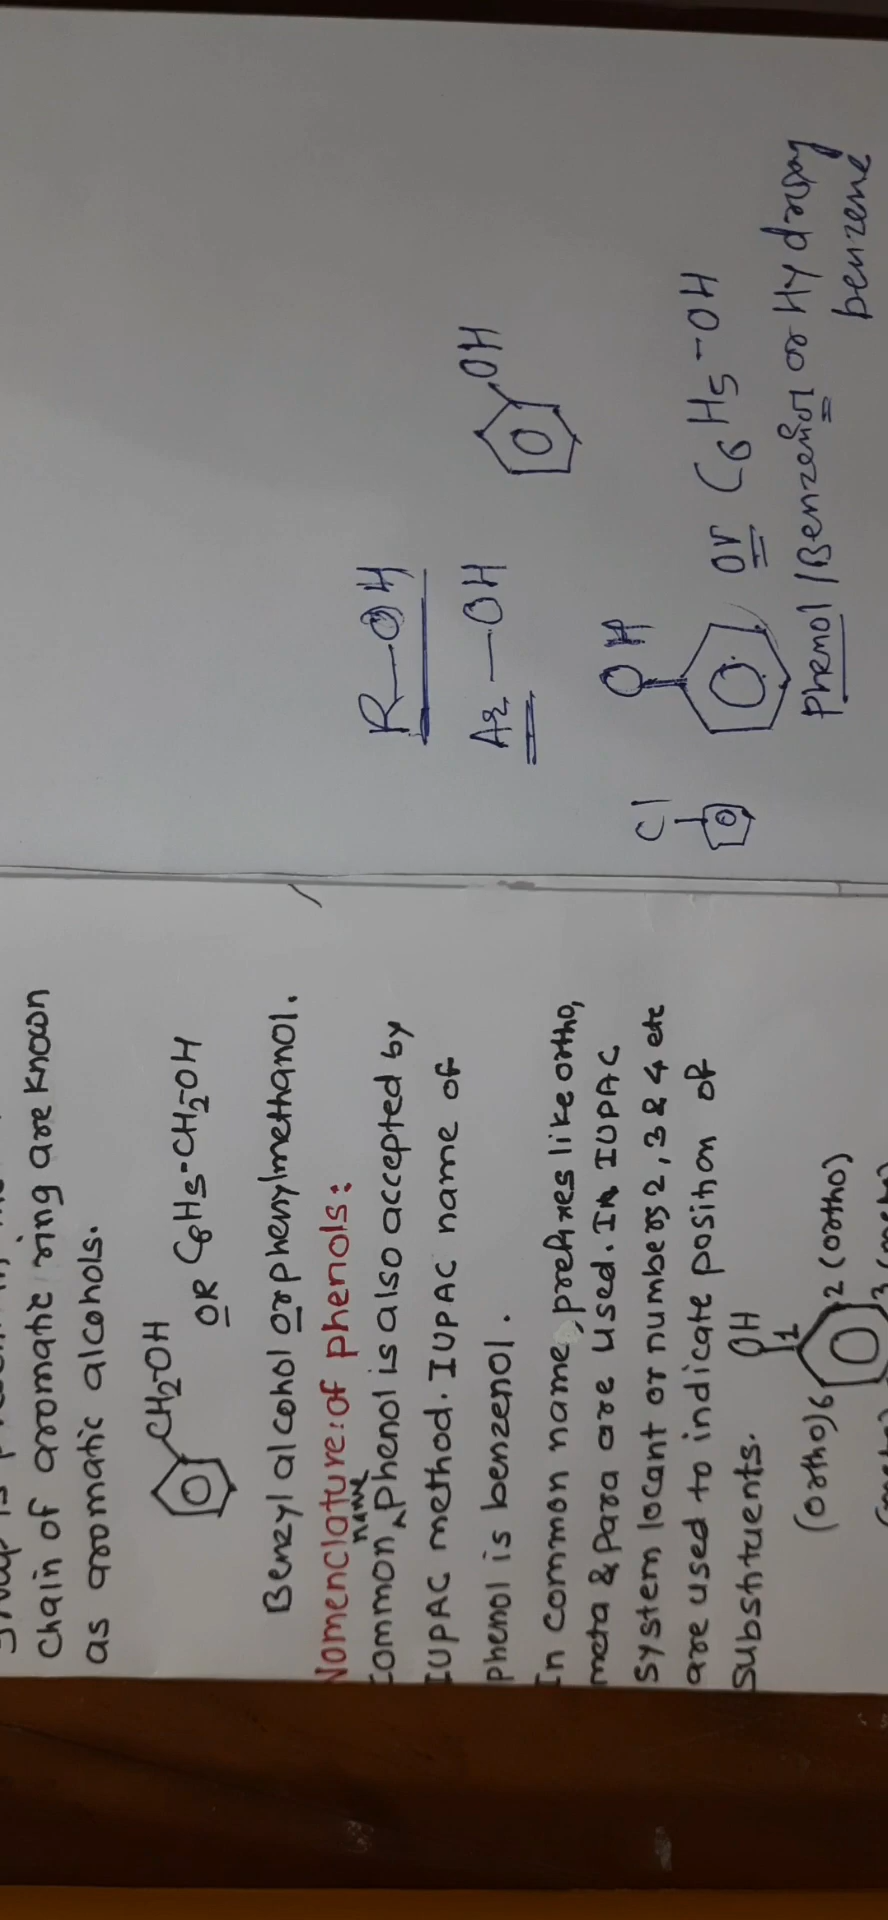 chain of aromatic ring are known
as aromatic alcohols.
CH2-OH
OR C6H5-CH2-OH
Benzyl alcohol or phenylmethanol.
Nomenclature: of phenols:
Common name phenol is also accepted by
IUPAC method. IUPAC name of
phenol is benzenol.
In common name, prefixes like ortho,
meta & para are used. In IUPAC
system locant or numbers 2, 3 & 4 etc
are used to indicate position of
substituents.
OH
1
(ortho) 6
2 (ortho)
3
R-OH
Ar-OH
OH
Cl
OH
or C6H5-OH
Phenol / Benzenol or Hydroxy
benzene